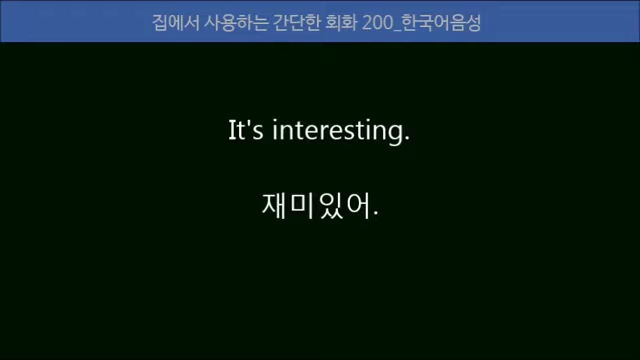 집에서 사용하는 간단한 회화 200_한국어음성
It's interesting.
재미있어.